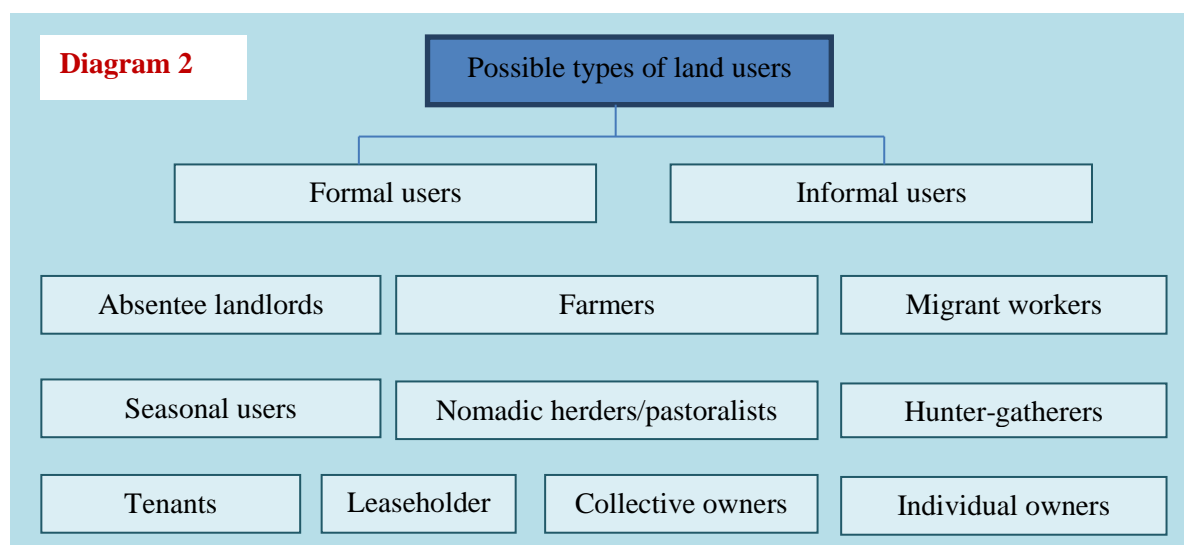 Diagram 2
Possible types of land users
Formal users
Informal users
Absentee landlords
Farmers
Migrant workers
Seasonal users
Nomadic herders/pastoralists
Hunter-gatherers
Tenants
Leaseholder
Collective owners
Individual owners